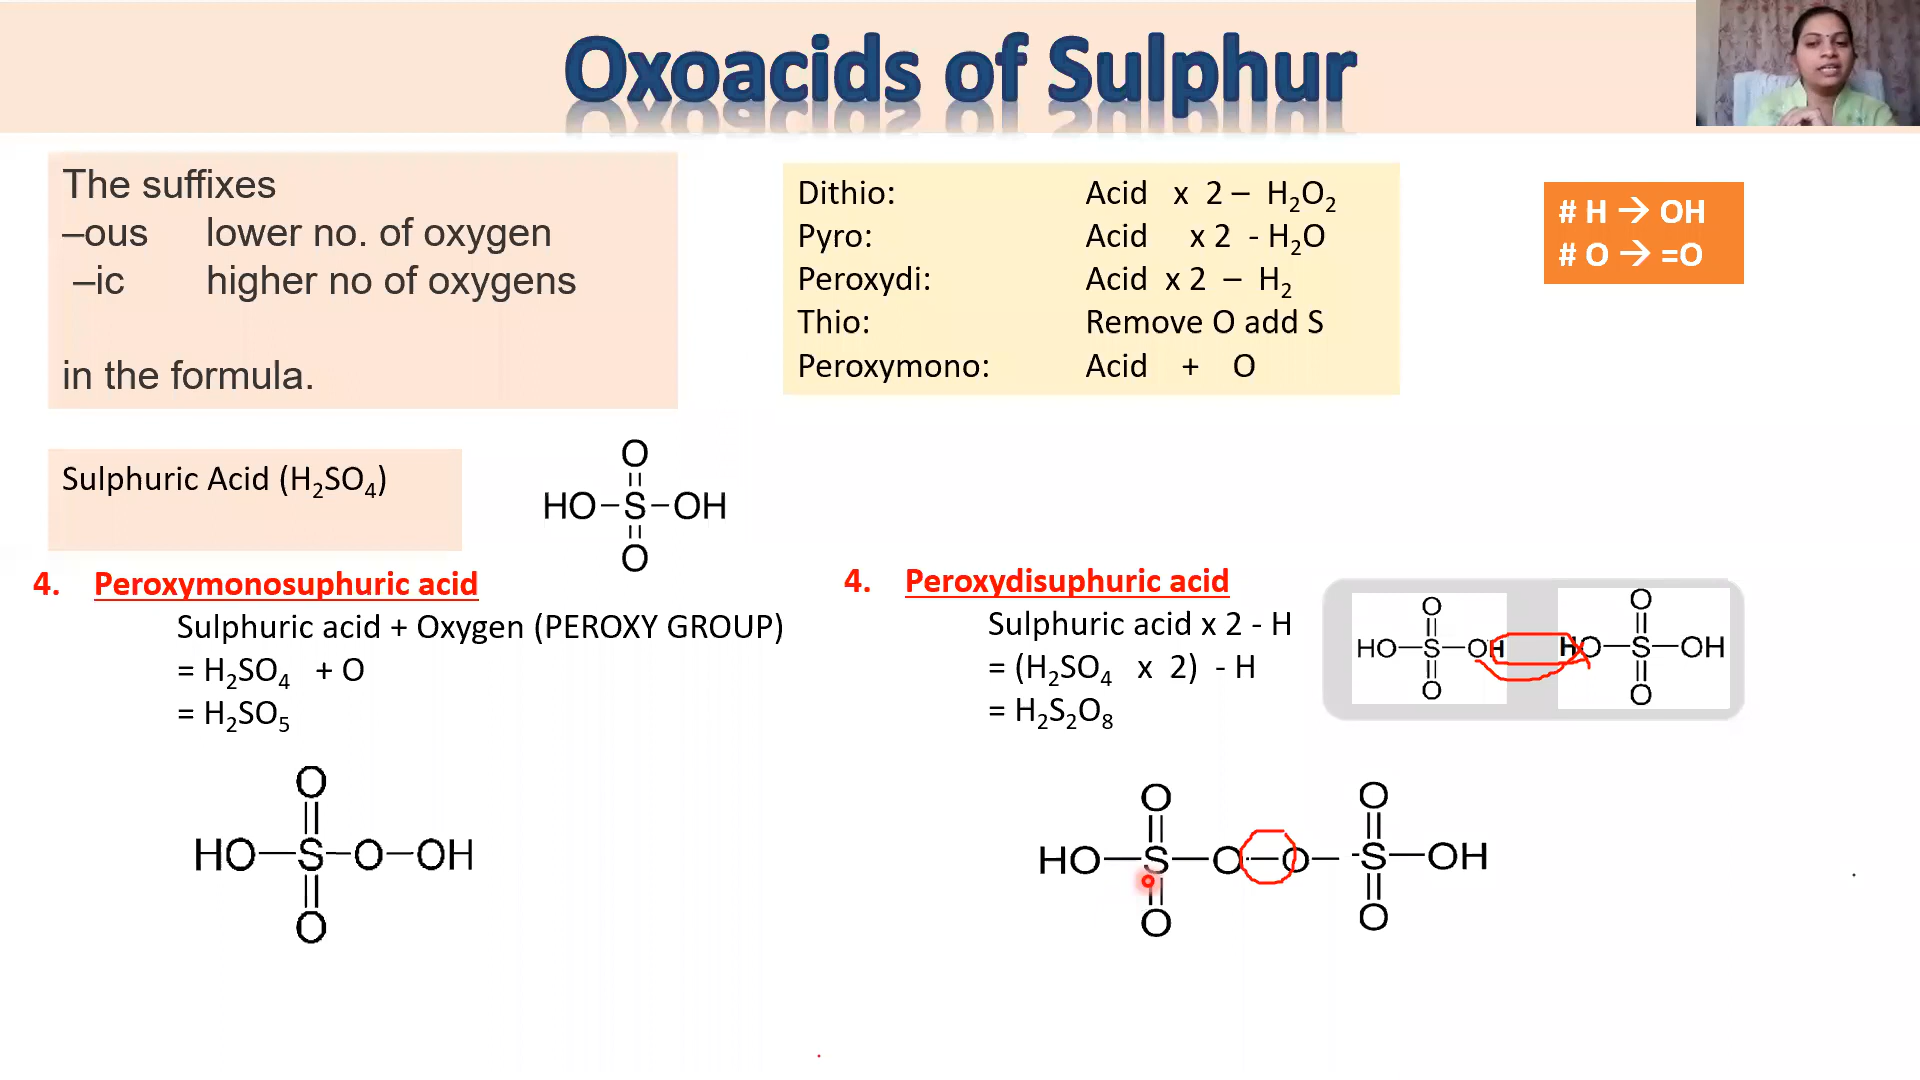 Oxoacids of Sulphur
The suffixes
–ous lower no. of oxygen
–ic higher no of oxygens
in the formula.
Dithio: Acid x 2 – H₂O₂
Pyro: Acid x 2 - H₂O
Peroxydi: Acid x 2 – H₂
Thio: Remove O add S
Peroxymono: Acid + O
# H → OH
# O → =O
Sulphuric Acid (H₂SO₄)
O
HO–S–OH
O
4. Peroxymonosuphuric acid
Sulphuric acid + Oxygen (PEROXY GROUP)
= H₂SO₄ + O
= H₂SO₅
O
HO–S–O–OH
O
4. Peroxydisuphuric acid
Sulphuric acid x 2 - H
= (H₂SO₄ x 2) - H
= H₂S₂O₈
O O
HO–S–OH HO–S–OH
O O
O O
HO–S–O–O– -S–OH
O O